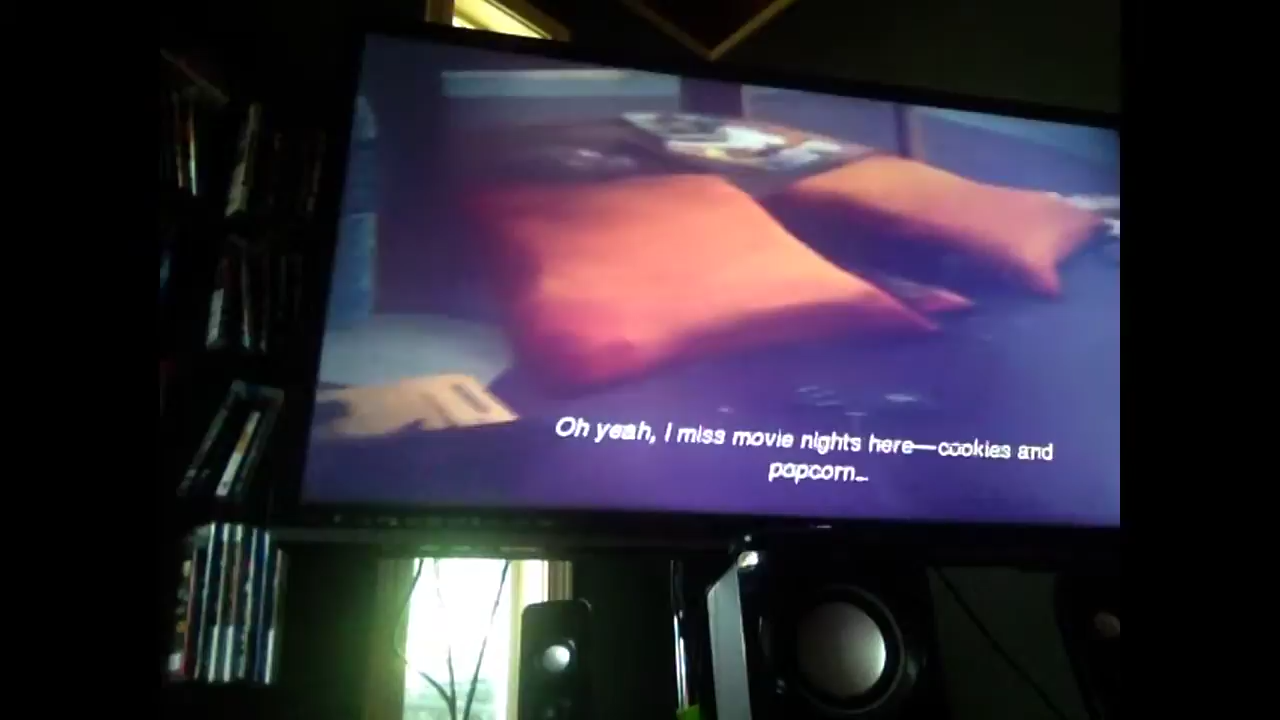 Oh yeah, I miss movie nights here—cookies and
popcorn...